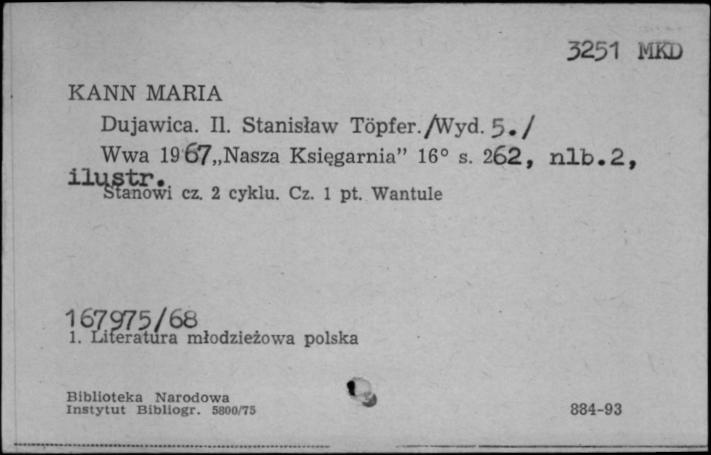 3251 MKD
KANN MARIA
Dujawica. Il. Stanisław Töpfer./Wyd. 5./
Wwa 1967„Nasza Księgarnia” 16° s. 262, nlb.2,
ilustr.
Stanowi cz. 2 cyklu. Cz. 1 pt. Wantule
167975/68
1. Literatura młodzieżowa polska
Biblioteka Narodowa
Instytut Bibliogr. 5800/75
884-93